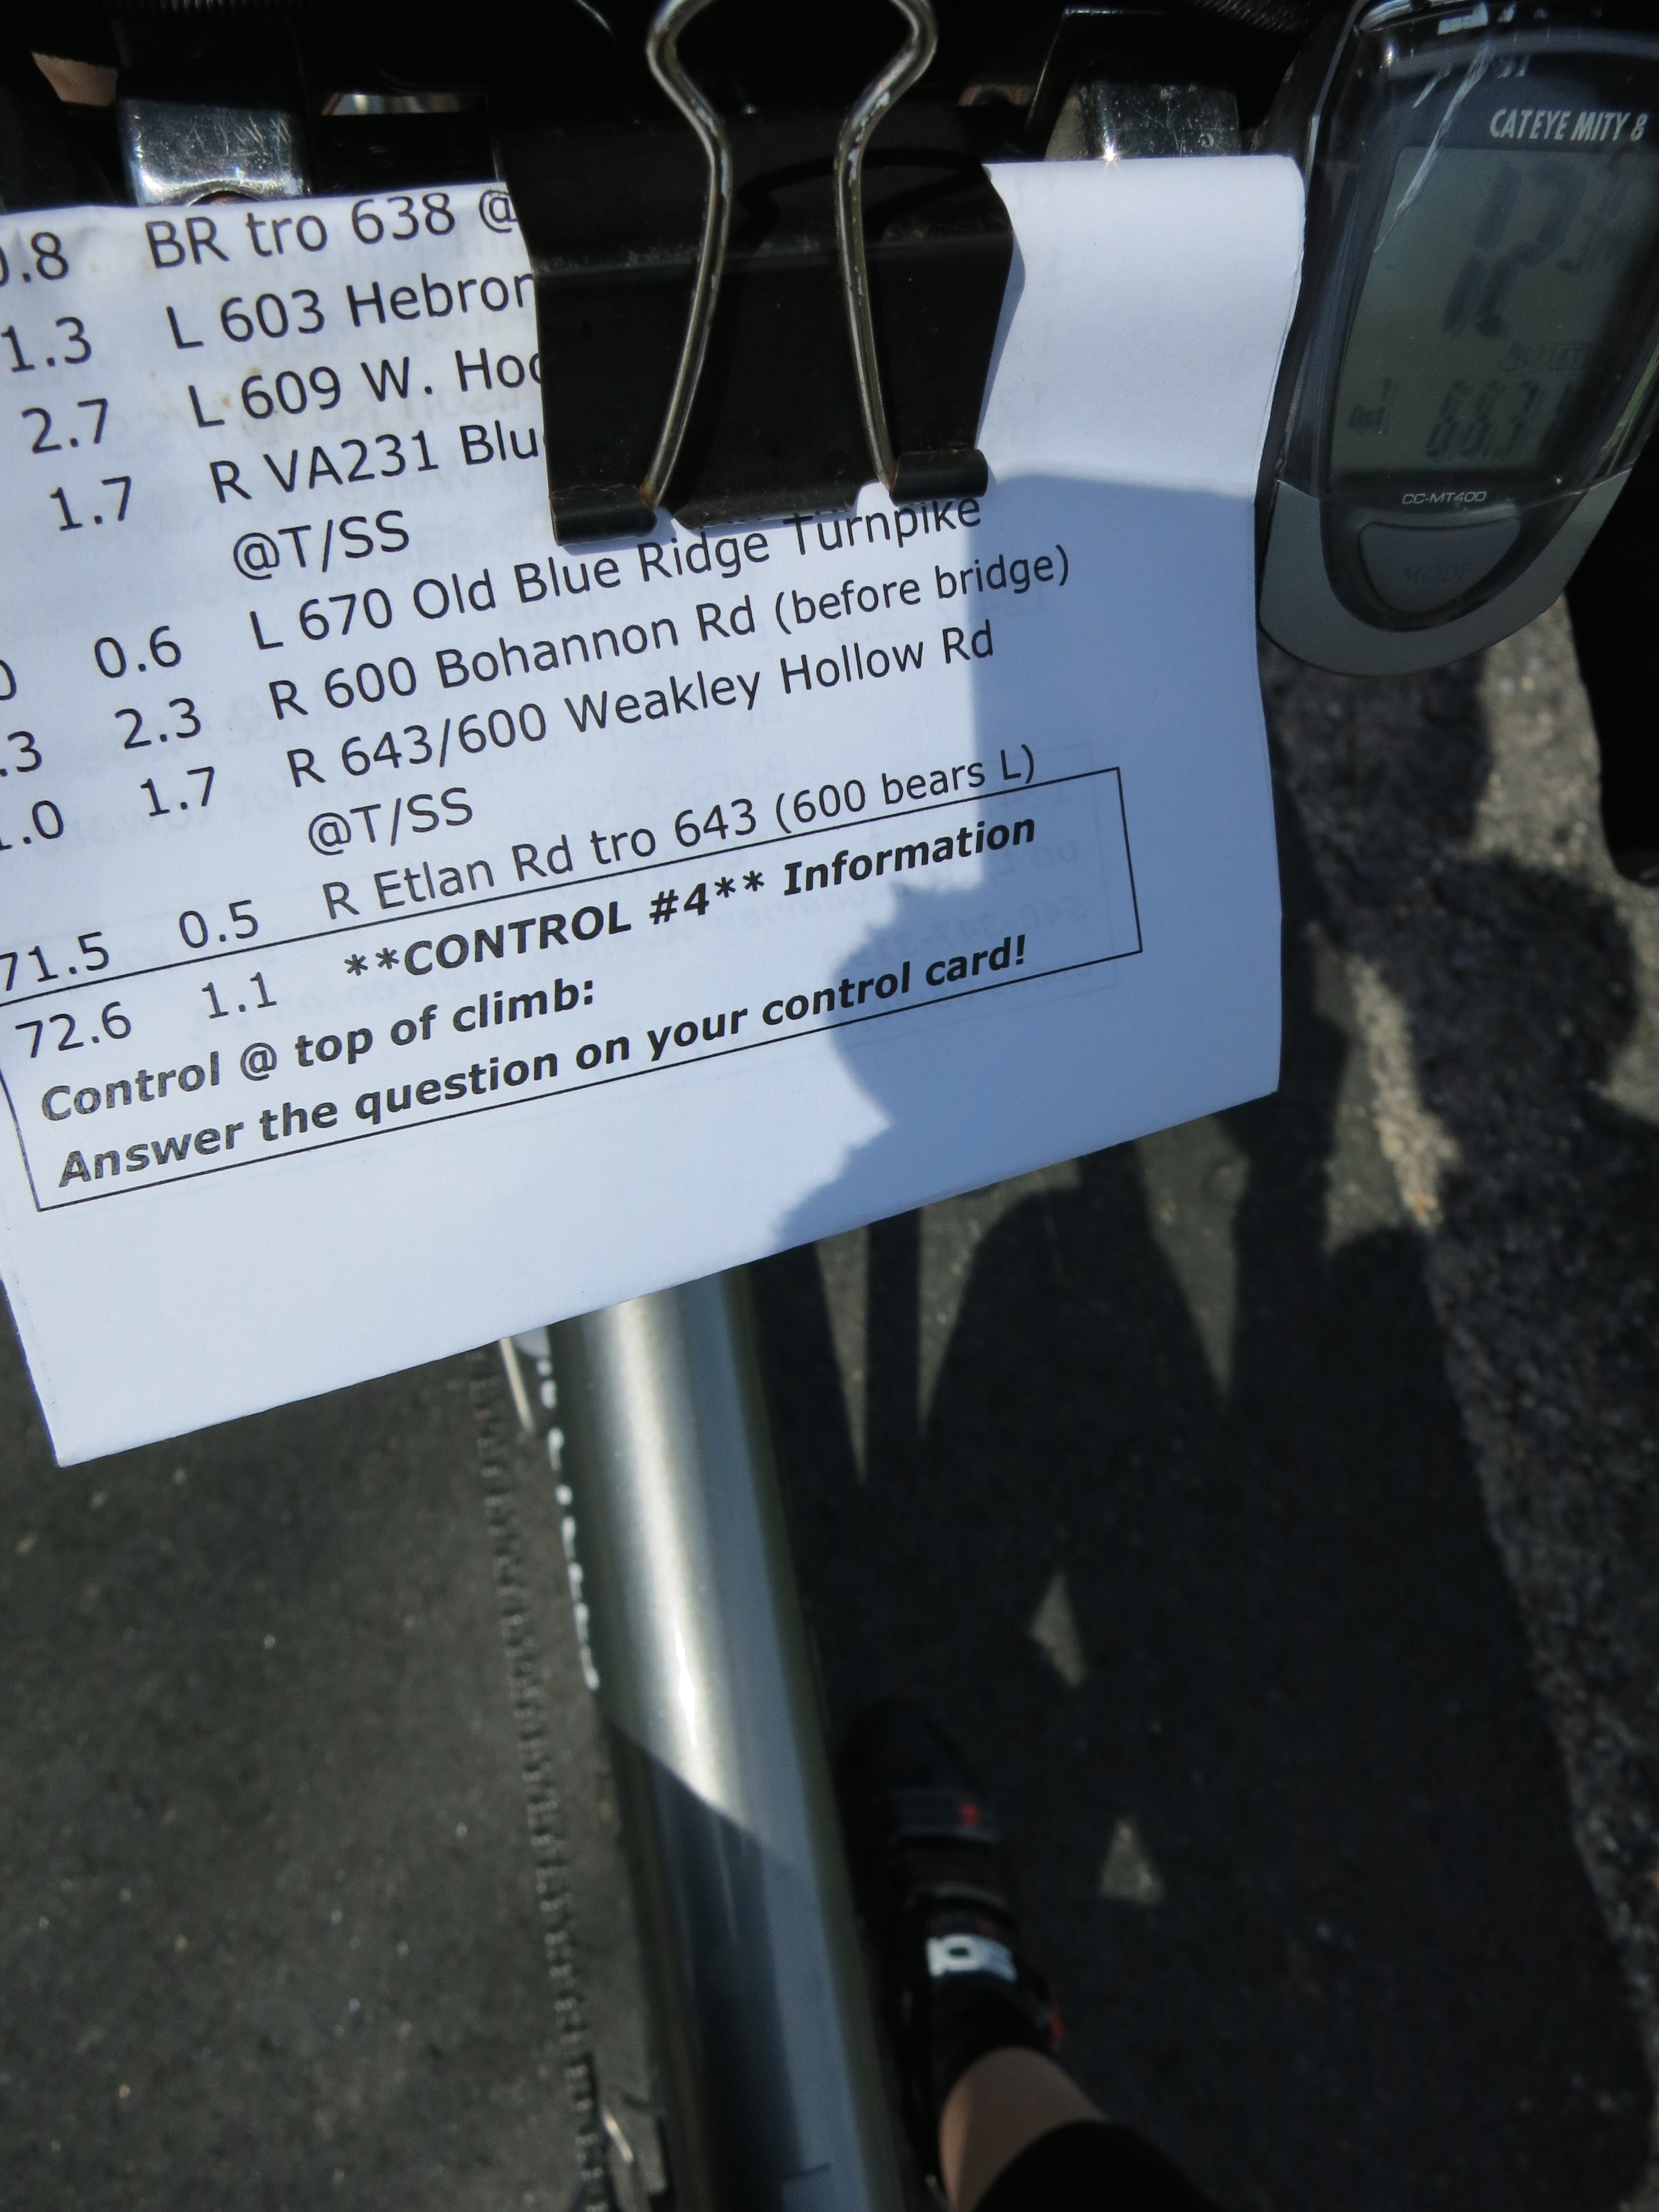 CATEYE MITY 8
.8 BR tro 638 @
1.3 L 603 Hebron
2.7 L 609 W.
1.7 R VA231
@T/SS
0.6 L 670 Old Blue Ridge Turnpike
.3 2.3 R 600 Bohannon Rd (before bridge)
.0 1.7 R 643/600 Weakley Hollow Rd
@T/SS
71.5 0.5 R Etlan Rd tro 643 (600 bears L)
72.6 1.1 **CONTROL #4** Information
Control @ top of climb:
Answer the question on your control card!
CC-MT400
MODE